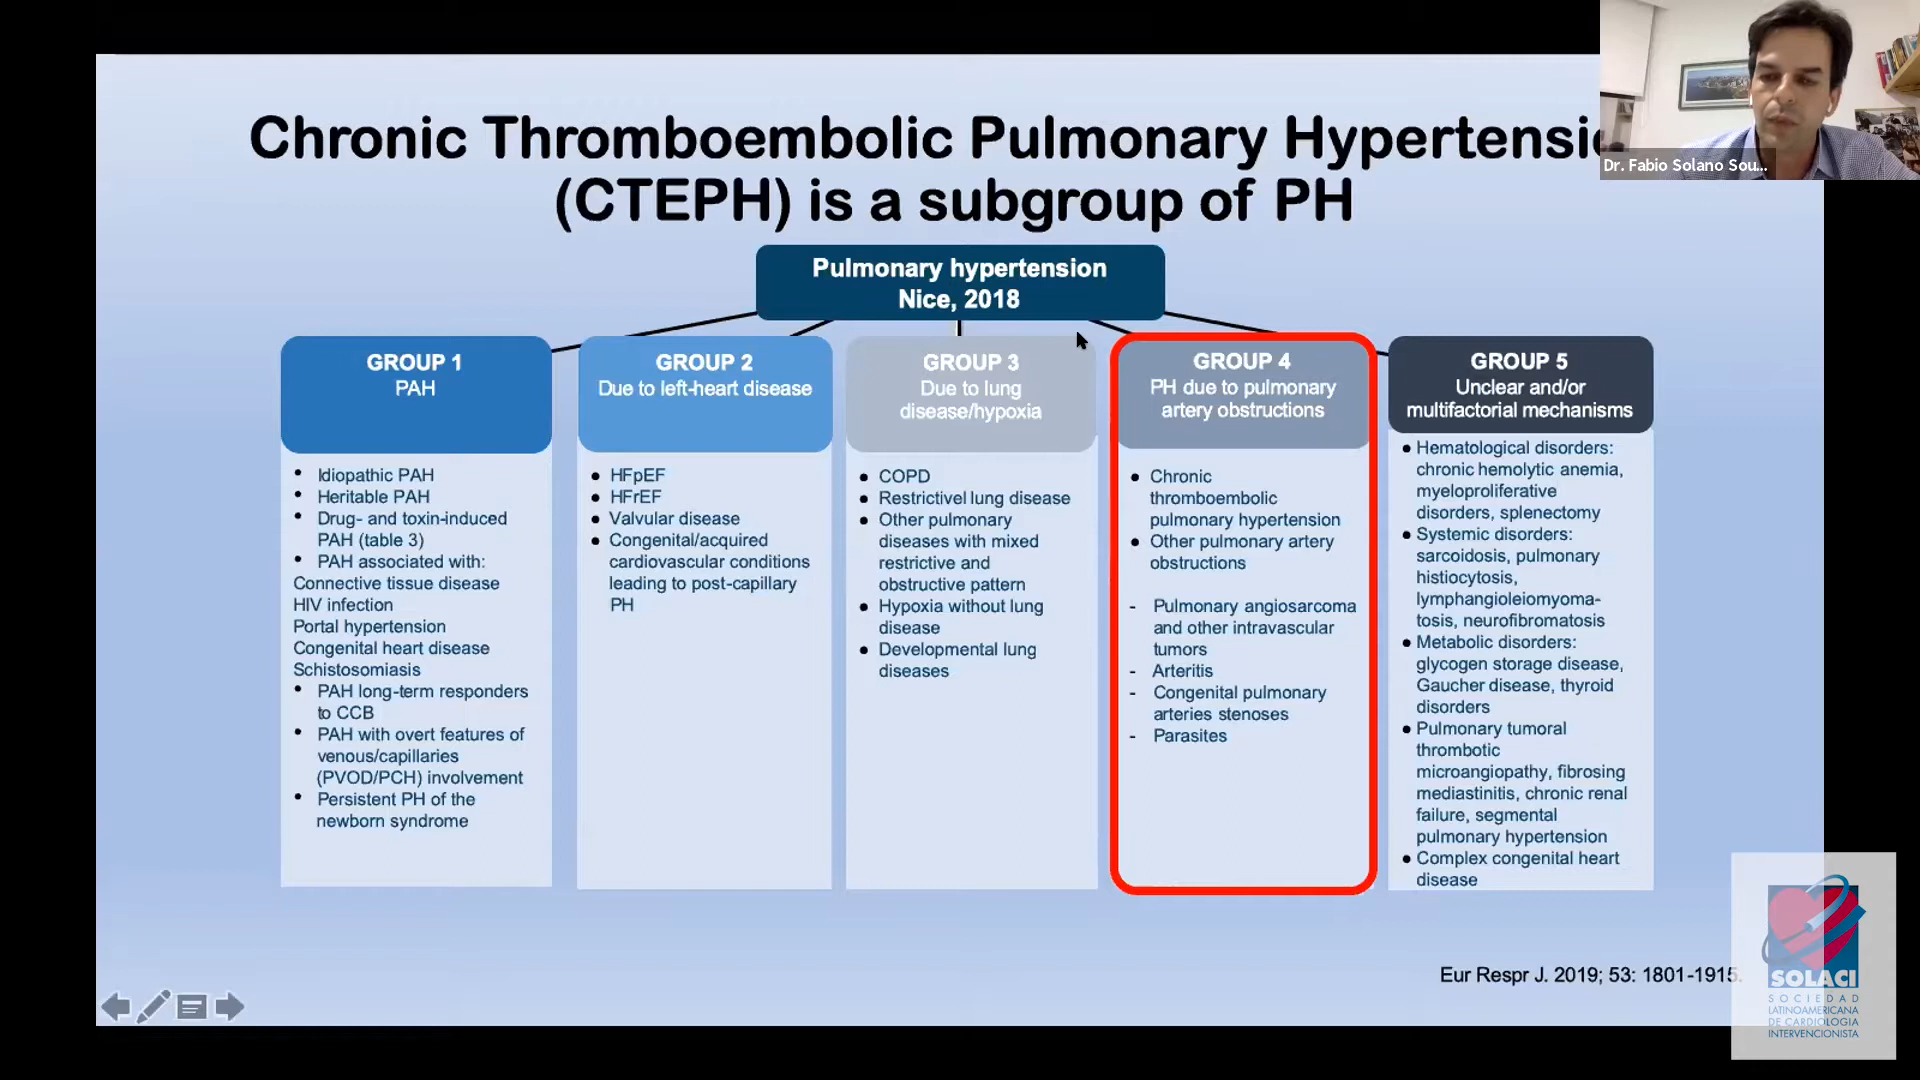 Chronic Thromboembolic Pulmonary Hypertensi
(CTEPH) is a subgroup of PH
Dr. Fabio Solano Sou...
Pulmonary hypertension
Nice, 2018
GROUP 1
PAH
• Idiopathic PAH
• Heritable PAH
• Drug- and toxin-induced
PAH (table 3)
• PAH associated with:
Connective tissue disease
HIV infection
Portal hypertension
Congenital heart disease
Schistosomiasis
• PAH long-term responders
to CCB
• PAH with overt features of
venous/capillaries
(PVOD/PCH) involvement
• Persistent PH of the
newborn syndrome
GROUP 2
Due to left-heart disease
● HFpEF
● HFrEF
● Valvular disease
● Congenital/acquired
cardiovascular conditions
leading to post-capillary
PH
GROUP 3
Due to lung
disease/hypoxia
● COPD
● Restrictivel lung disease
● Other pulmonary
diseases with mixed
restrictive and
obstructive pattern
● Hypoxia without lung
disease
● Developmental lung
diseases
GROUP 4
PH due to pulmonary
artery obstructions
● Chronic
thromboembolic
pulmonary hypertension
● Other pulmonary artery
obstructions
- Pulmonary angiosarcoma
and other intravascular
tumors
- Arteritis
- Congenital pulmonary
arteries stenoses
- Parasites
GROUP 5
Unclear and/or
multifactorial mechanisms
● Hematological disorders:
chronic hemolytic anemia,
myeloproliferative
disorders, splenectomy
● Systemic disorders:
sarcoidosis, pulmonary
histiocytosis,
lymphangioleiomyoma-
tosis, neurofibromatosis
● Metabolic disorders:
glycogen storage disease,
Gaucher disease, thyroid
disorders
● Pulmonary tumoral
thrombotic
microangiopathy, fibrosing
mediastinitis, chronic renal
failure, segmental
pulmonary hypertension
● Complex congenital heart
disease
Eur Respr J. 2019; 53: 1801-1915.
SOLACI
SOCIEDAD
LATINOAMERICANA
DE CARDIOLOGIA
INTERVENCIONISTA